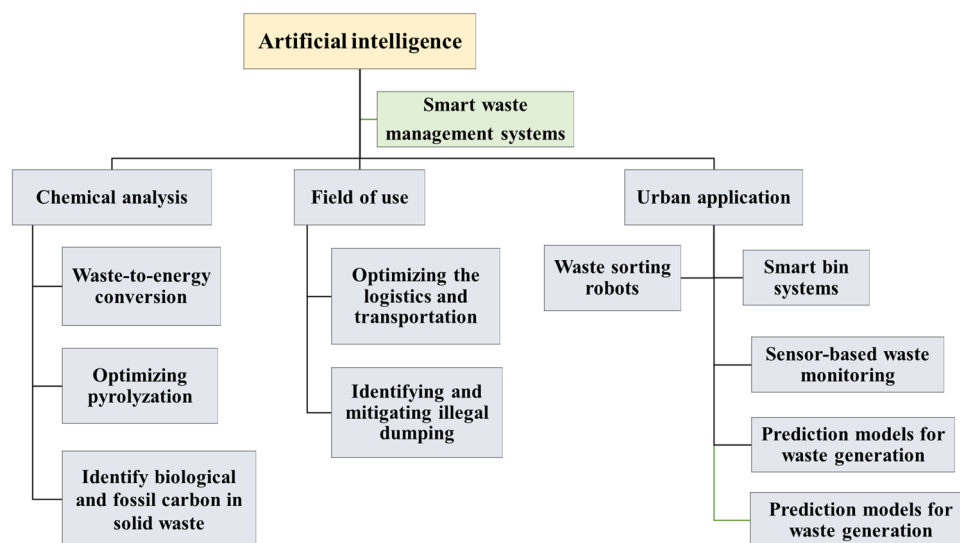 Artificial intelligence
Smart waste
management systems
Chemical analysis
Field of use
Urban application
Waste-to-energy
conversion
Optimizing
pyrolyzation
Identify biological
and fossil carbon in
solid waste
Optimizing the
logistics and
transportation
Identifying and
mitigating illegal
dumping
Waste sorting
robots
Smart bin
systems
Sensor-based waste
monitoring
Prediction models for
waste generation
Prediction models for
waste generation